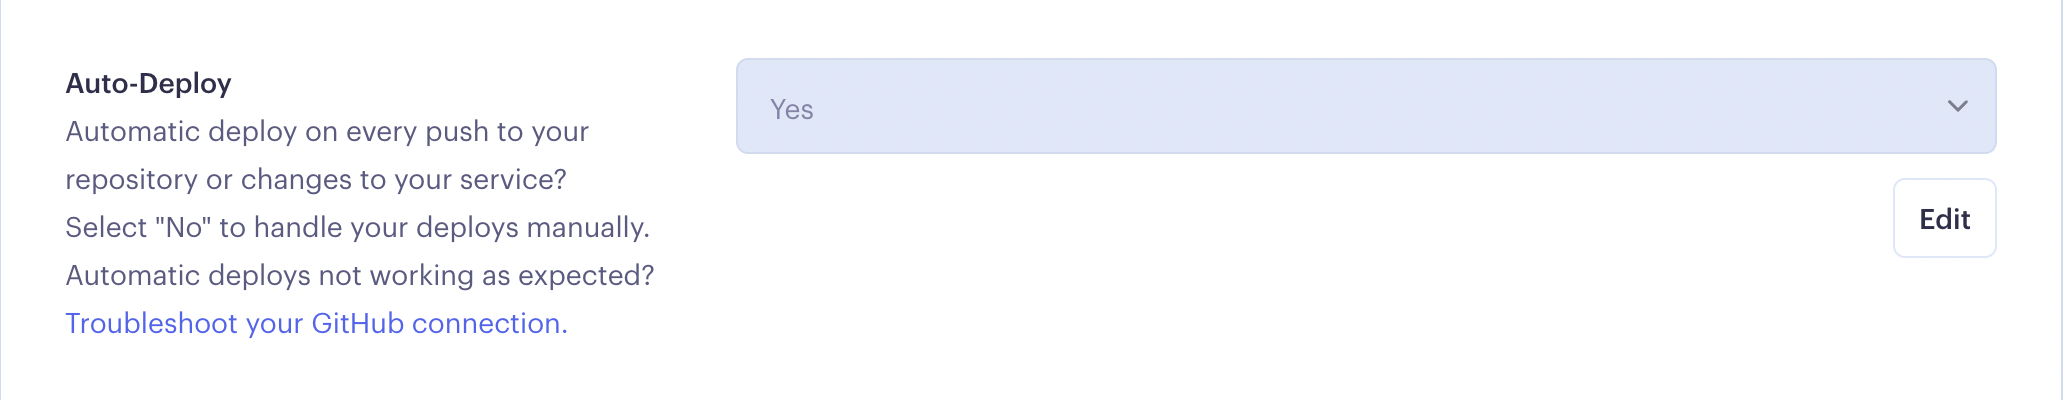 Auto-Deploy
Automatic deploy on every push to your
repository or changes to your service?
Select "No" to handle your deploys manually.
Automatic deploys not working as expected?
Troubleshoot your GitHub connection.
Yes
Edit